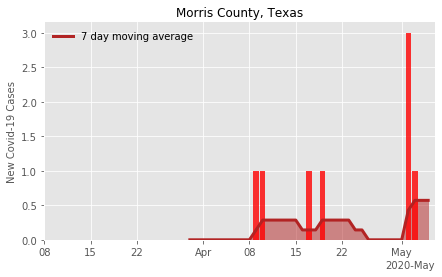 Morris County, Texas
7 day moving average
New Covid-19 Cases
3.0
2.5
2.0
1.5
1.0
0.5
0.0
08 15 22 Apr 08 15 22 May
2020-May